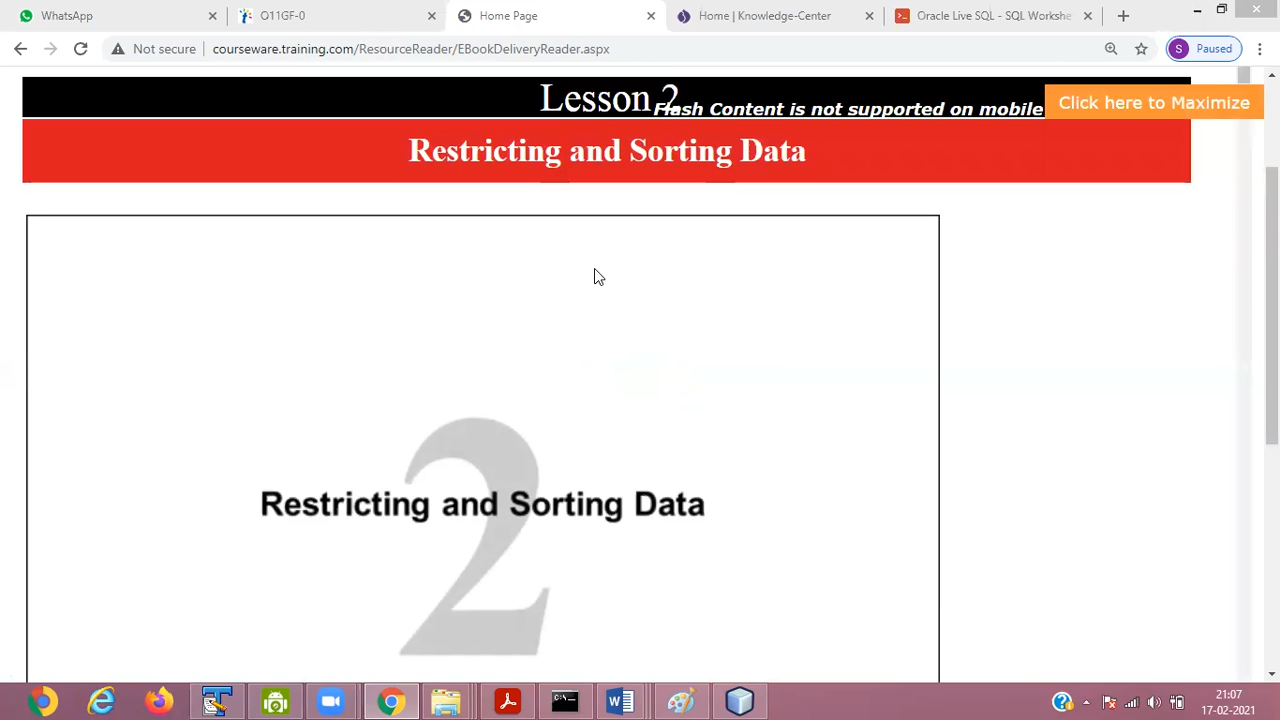 WhatsApp
Q11GF-0
Home Page
Home | Knowledge-Center
Oracle Live SQL - SQL Workshe
Not secure
courseware.training.com/ResourceReader/EBookDeliveryReader.aspx
S
Paused
Lesson 2
Flash Content is not supported on mobile
Click here to Maximize
Restricting and Sorting Data
2
Restricting and Sorting Data
21:07
17-02-2021